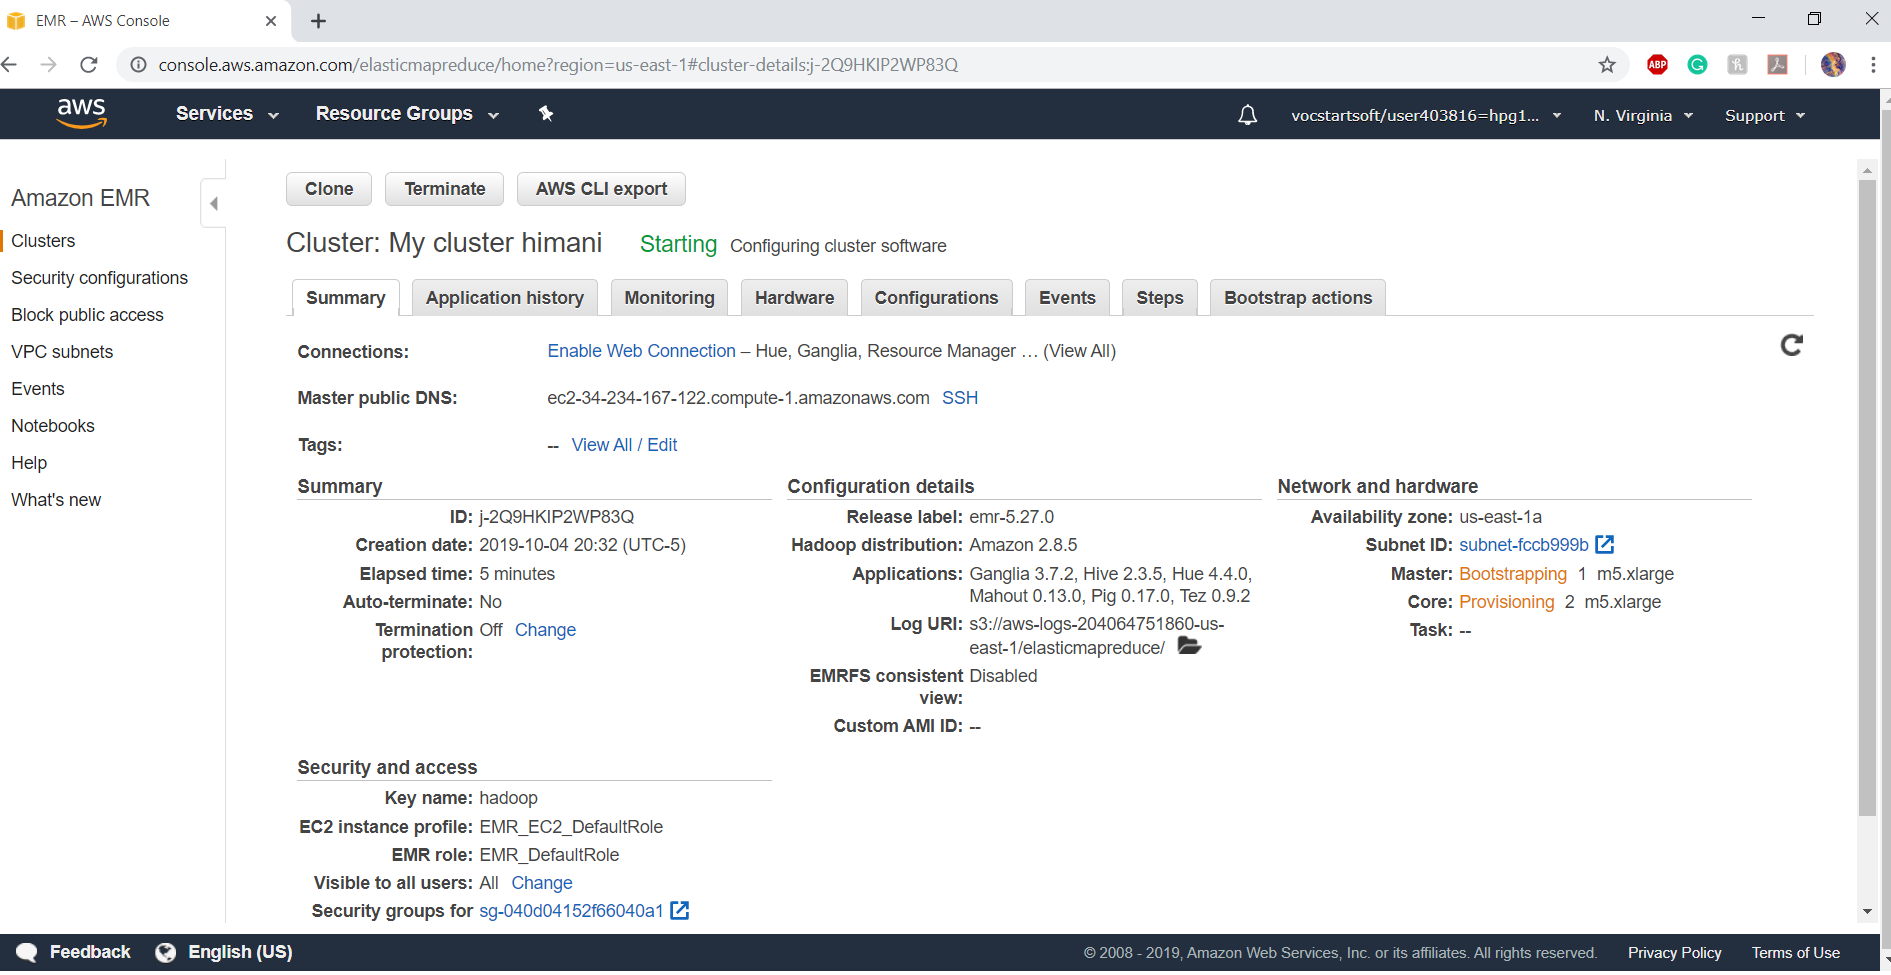 EMR – AWS Console
console.aws.amazon.com/elasticmapreduce/home?region=us-east-1#cluster-details:j-2Q9HKIP2WP83Q
ABP
aws
Services
Resource Groups
vocstartsoft/user403816=hpg1...
N. Virginia
Support
Amazon EMR
Clusters
Security configurations
Block public access
VPC subnets
Events
Notebooks
Help
What's new
Clone
Terminate
AWS CLI export
Cluster: My cluster himani Starting Configuring cluster software
Summary
Application history
Monitoring
Hardware
Configurations
Events
Steps
Bootstrap actions
Connections: Enable Web Connection – Hue, Ganglia, Resource Manager … (View All)
Master public DNS: ec2-34-234-167-122.compute-1.amazonaws.com SSH
Tags: -- View All / Edit
Summary
ID: j-2Q9HKIP2WP83Q
Creation date: 2019-10-04 20:32 (UTC-5)
Elapsed time: 5 minutes
Auto-terminate: No
Termination Off Change
protection:
Configuration details
Release label: emr-5.27.0
Hadoop distribution: Amazon 2.8.5
Applications: Ganglia 3.7.2, Hive 2.3.5, Hue 4.4.0,
Mahout 0.13.0, Pig 0.17.0, Tez 0.9.2
Log URI: s3://aws-logs-204064751860-us-
east-1/elasticmapreduce/
EMRFS consistent Disabled
view:
Custom AMI ID: --
Network and hardware
Availability zone: us-east-1a
Subnet ID: subnet-fccb999b
Master: Bootstrapping 1 m5.xlarge
Core: Provisioning 2 m5.xlarge
Task: --
Security and access
Key name: hadoop
EC2 instance profile: EMR_EC2_DefaultRole
EMR role: EMR_DefaultRole
Visible to all users: All Change
Security groups for sg-040d04152f66040a1
Feedback
English (US)
© 2008 - 2019, Amazon Web Services, Inc. or its affiliates. All rights reserved.
Privacy Policy
Terms of Use